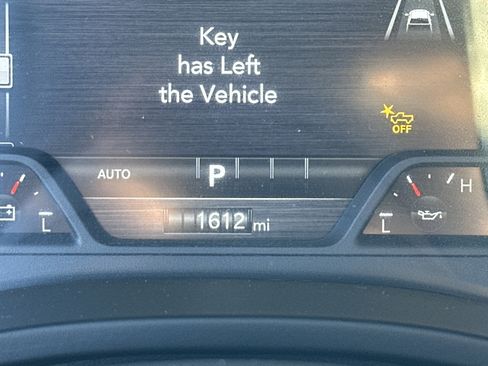 Key
has Left
the Vehicle
OFF
AUTO
P
H
1612 mi
L
L